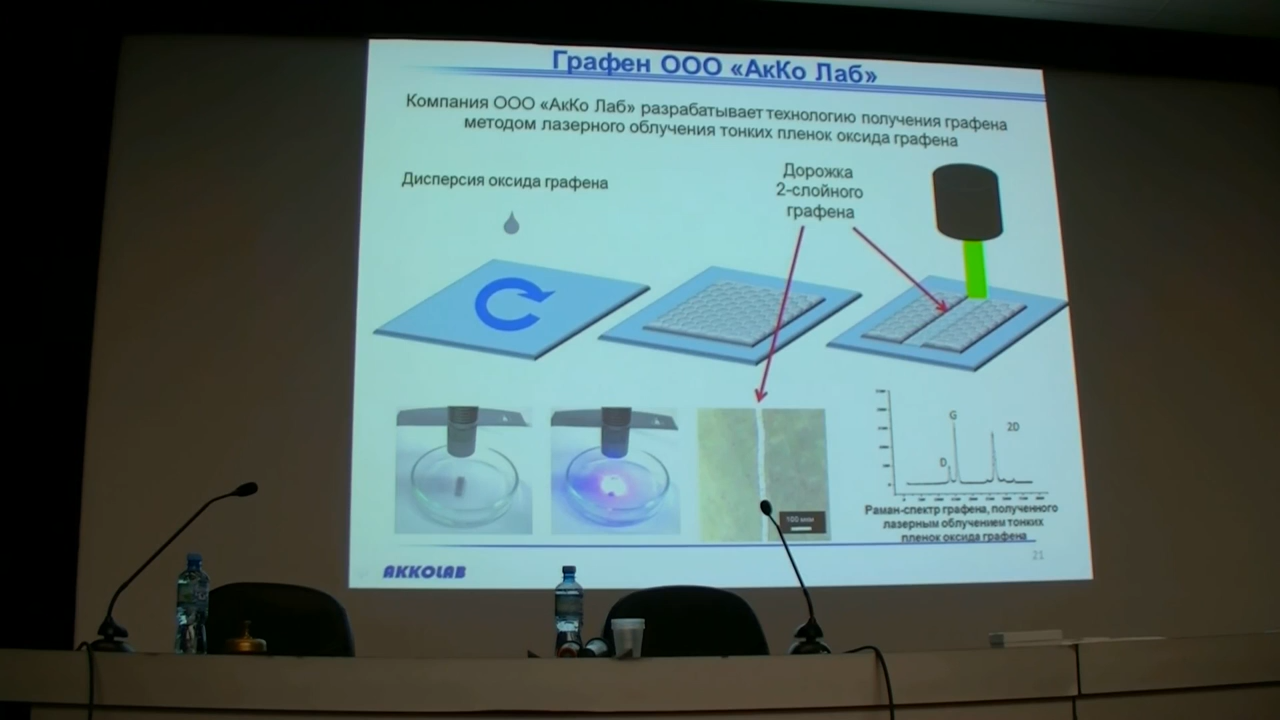 Графен ООО «АкКо Лаб»
Компания ООО «АкКо Лаб» разрабатывает технологию получения графена
методом лазерного облучения тонких пленок оксида графена
Дисперсия оксида графена
Дорожка
2-слойного
графена
G
D
2D
100 мкм
Раман-спектр графена, полученного
лазерным облучением тонких
пленок оксида графена
AKKOLAB
21